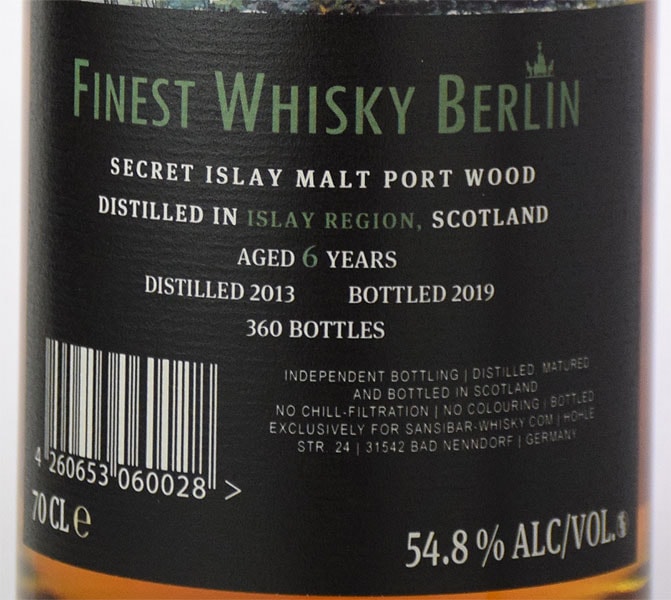 FINEST WHISKY BERLIN
SECRET ISLAY MALT PORT WOOD
DISTILLED IN ISLAY REGION, SCOTLAND
AGED 6 YEARS
DISTILLED 2013 BOTTLED 2019
360 BOTTLES
INDEPENDENT BOTTLING | DISTILLED, MATURED
AND BOTTLED IN SCOTLAND
NO CHILL-FILTRATION | NO COLOURING | BOTTLED
EXCLUSIVELY FOR SANSIBAR-WHISKY.COM | HOHLE
STR. 24 | 31542 BAD NENNDORF | GERMANY
4 260653 060028 >
70 CL e
54.8 % ALC/VOL.